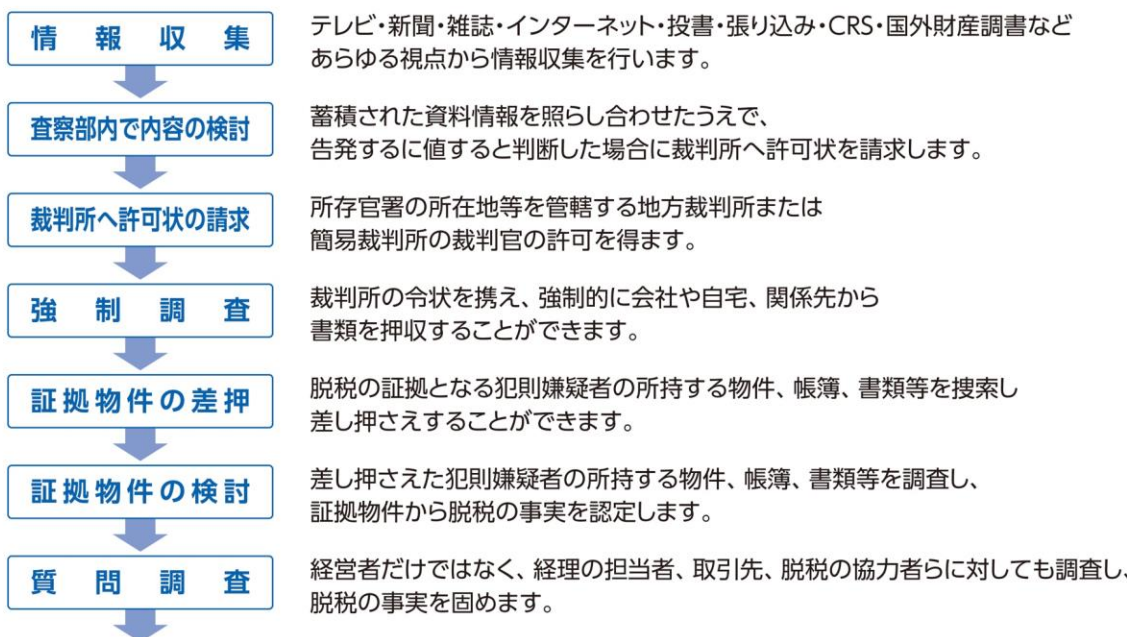 情報収集
テレビ・新聞・雑誌・インターネット・投書・張り込み・CRS・国外財産調書など
あらゆる視点から情報収集を行います。
査察部内で内容の検討
蓄積された資料情報を照らし合わせたうえで、
告発するに値すると判断した場合に裁判所へ許可状を請求します。
裁判所へ許可状の請求
所存官署の所在地等を管轄する地方裁判所または
簡易裁判所の裁判官の許可を得ます。
強制調査
裁判所の令状を携え、強制的に会社や自宅、関係先から
書類を押収することができます。
証拠物件の差押
脱税の証拠となる犯則嫌疑者の所持する物件、帳簿、書類等を捜索し
差し押さえすることができます。
証拠物件の検討
差し押さえた犯則嫌疑者の所持する物件、帳簿、書類等を調査し、
証拠物件から脱税の事実を認定します。
質問調査
経営者だけではなく、経理の担当者、取引先、脱税の協力者らに対しても調査し、
脱税の事実を固めます。